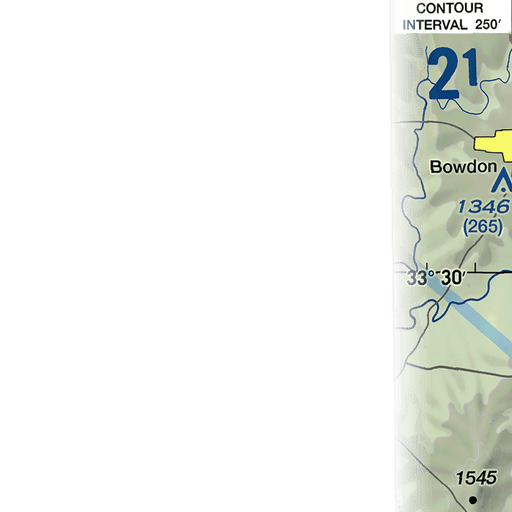 CONTOUR
INTERVAL 250'
21
Bowdon
1346
(265)
33° 30'
1545